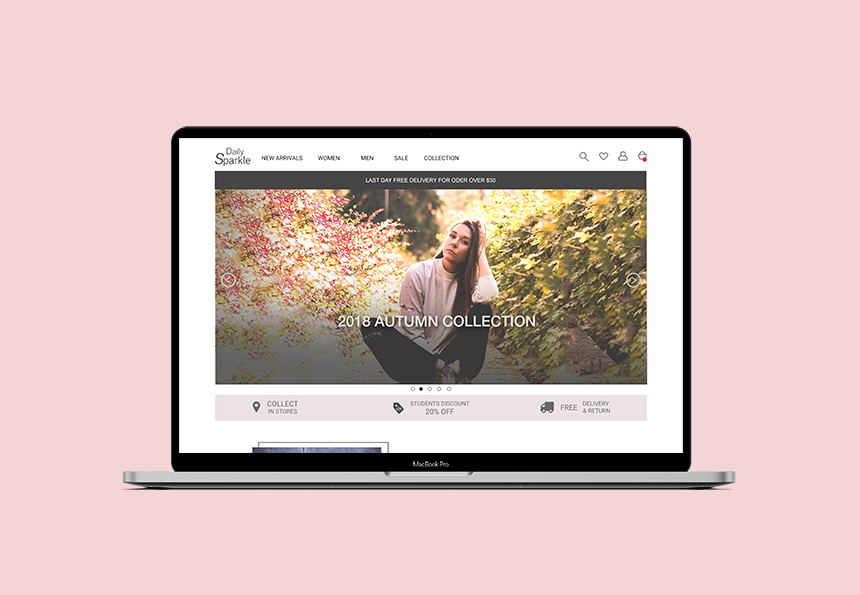 Daily
Sparkle
NEW ARRIVALS WOMEN MEN SALE COLLECTION
LAST DAY FREE DELIVERY FOR ODER OVER $30
2018 AUTUMN COLLECTION
COLLECT
IN STORES
STUDENTS DISCOUNT
20% OFF
FREE DELIVERY
& RETURN
MacBook Pro